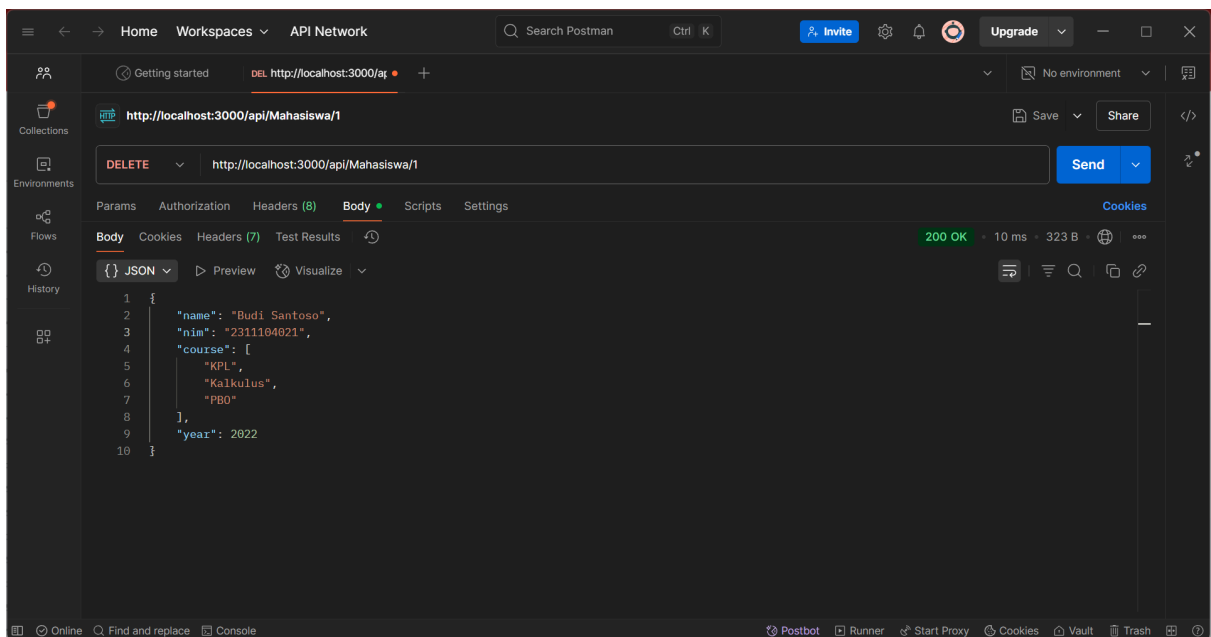 Home Workspaces API Network Search Postman Ctrl K Invite Upgrade
Getting started DEL http://localhost:3000/ap No environment
Collections
HTTP http://localhost:3000/api/Mahasiswa/1 Save Share
Environments
DELETE http://localhost:3000/api/Mahasiswa/1 Send
Flows
Params Authorization Headers (8) Body Scripts Settings Cookies
History
Body Cookies Headers (7) Test Results 200 OK 10 ms 323 B
{} JSON Preview Visualize
1 {
2 "name": "Budi Santoso",
3 "nim": "2311104021",
4 "course": [
5 "KPL",
6 "Kalkulus",
7 "PBO"
8 ],
9 "year": 2022
10 }
Online Find and replace Console Postbot Runner Start Proxy Cookies Vault Trash